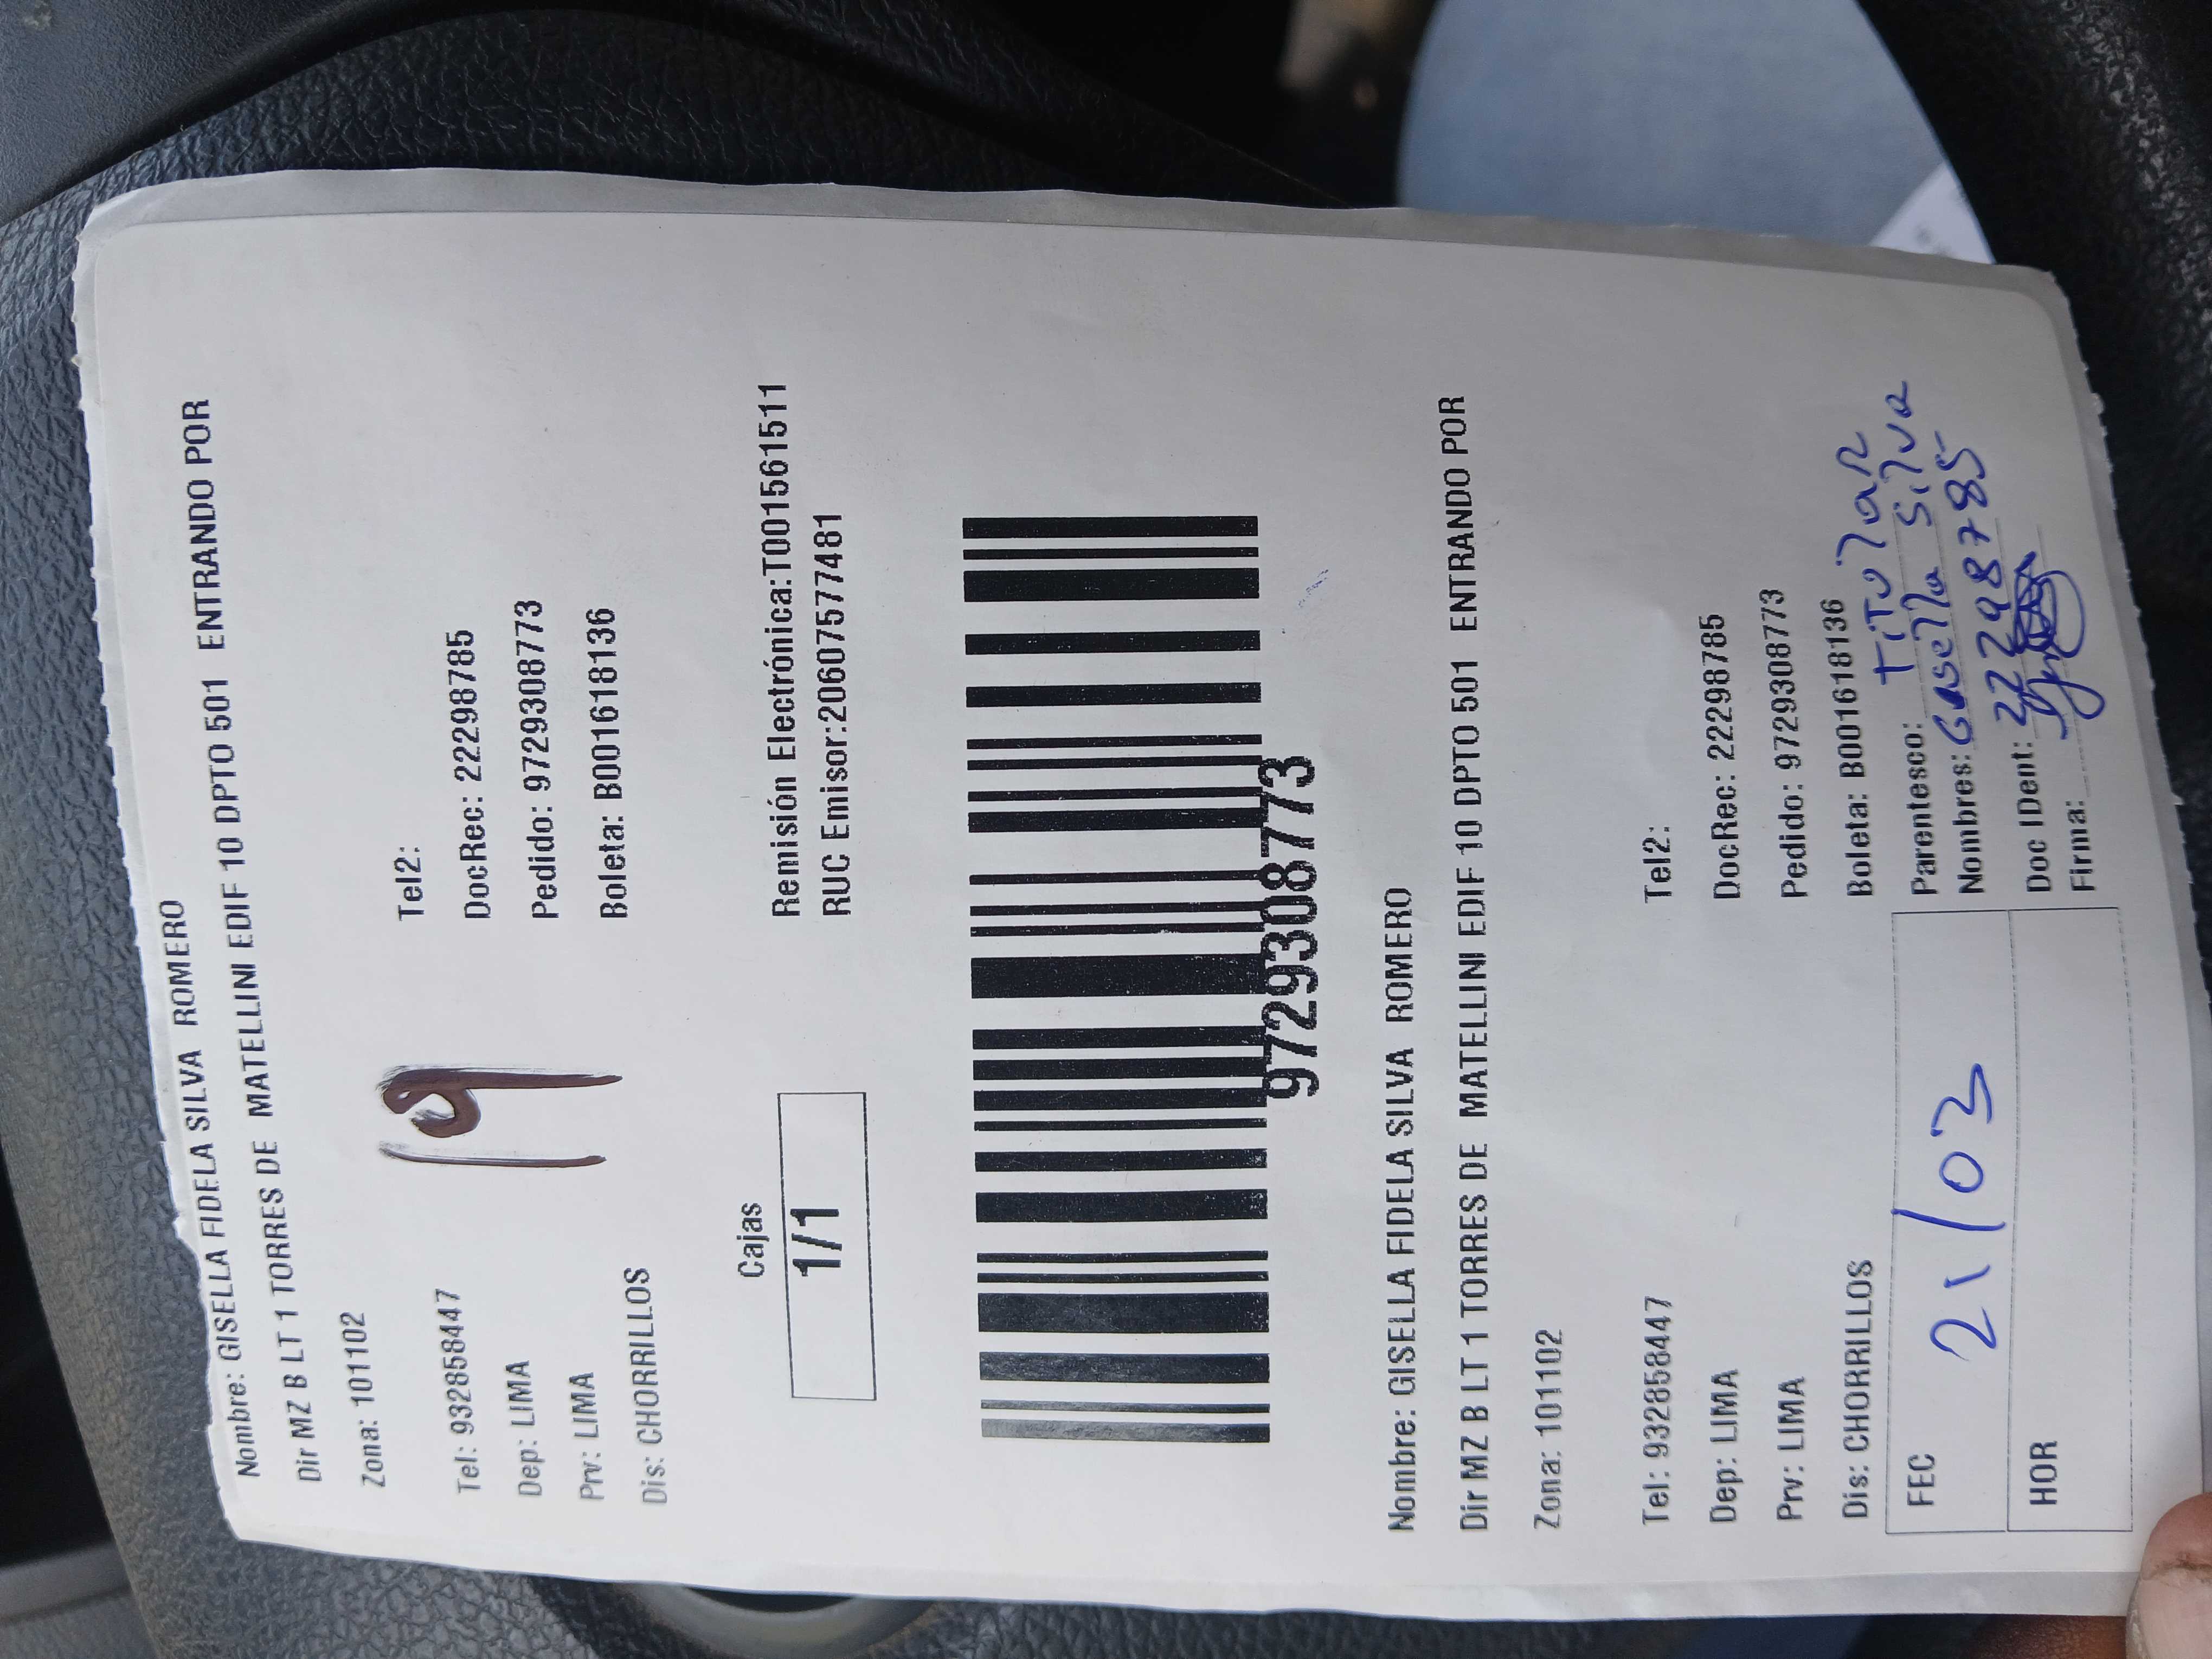 Nombre: GISELLA FIDELA SILVA ROMERO
Dir MZ B LT 1 TORRES DE MATELLINI EDIF 10 DPTO 501 ENTRANDO POR
Zona: 101102
19
Tel: 932858447 Tel2:
Dep: LIMA DocRec: 22298785
Prv: LIMA Pedido: 9729308773
Dis: CHORRILLOS Boleta: B001618136
Cajas
1/1
Remisión Electrónica:T001561511
RUC Emisor:20607577481
9729308773
Nombre: GISELLA FIDELA SILVA ROMERO
Dir MZ B LT 1 TORRES DE MATELLINI EDIF 10 DPTO 501 ENTRANDO POR
Zona: 101102
Tel: 932858447 Tel2:
Dep: LIMA DocRec: 22298785
Prv: LIMA Pedido: 9729308773
Dis: CHORRILLOS Boleta: B001618136
FEC 21/03
HOR
Parentesco: TiTular
Nombres: Gisella Silva
Doc IDent: 22298785
Firma: